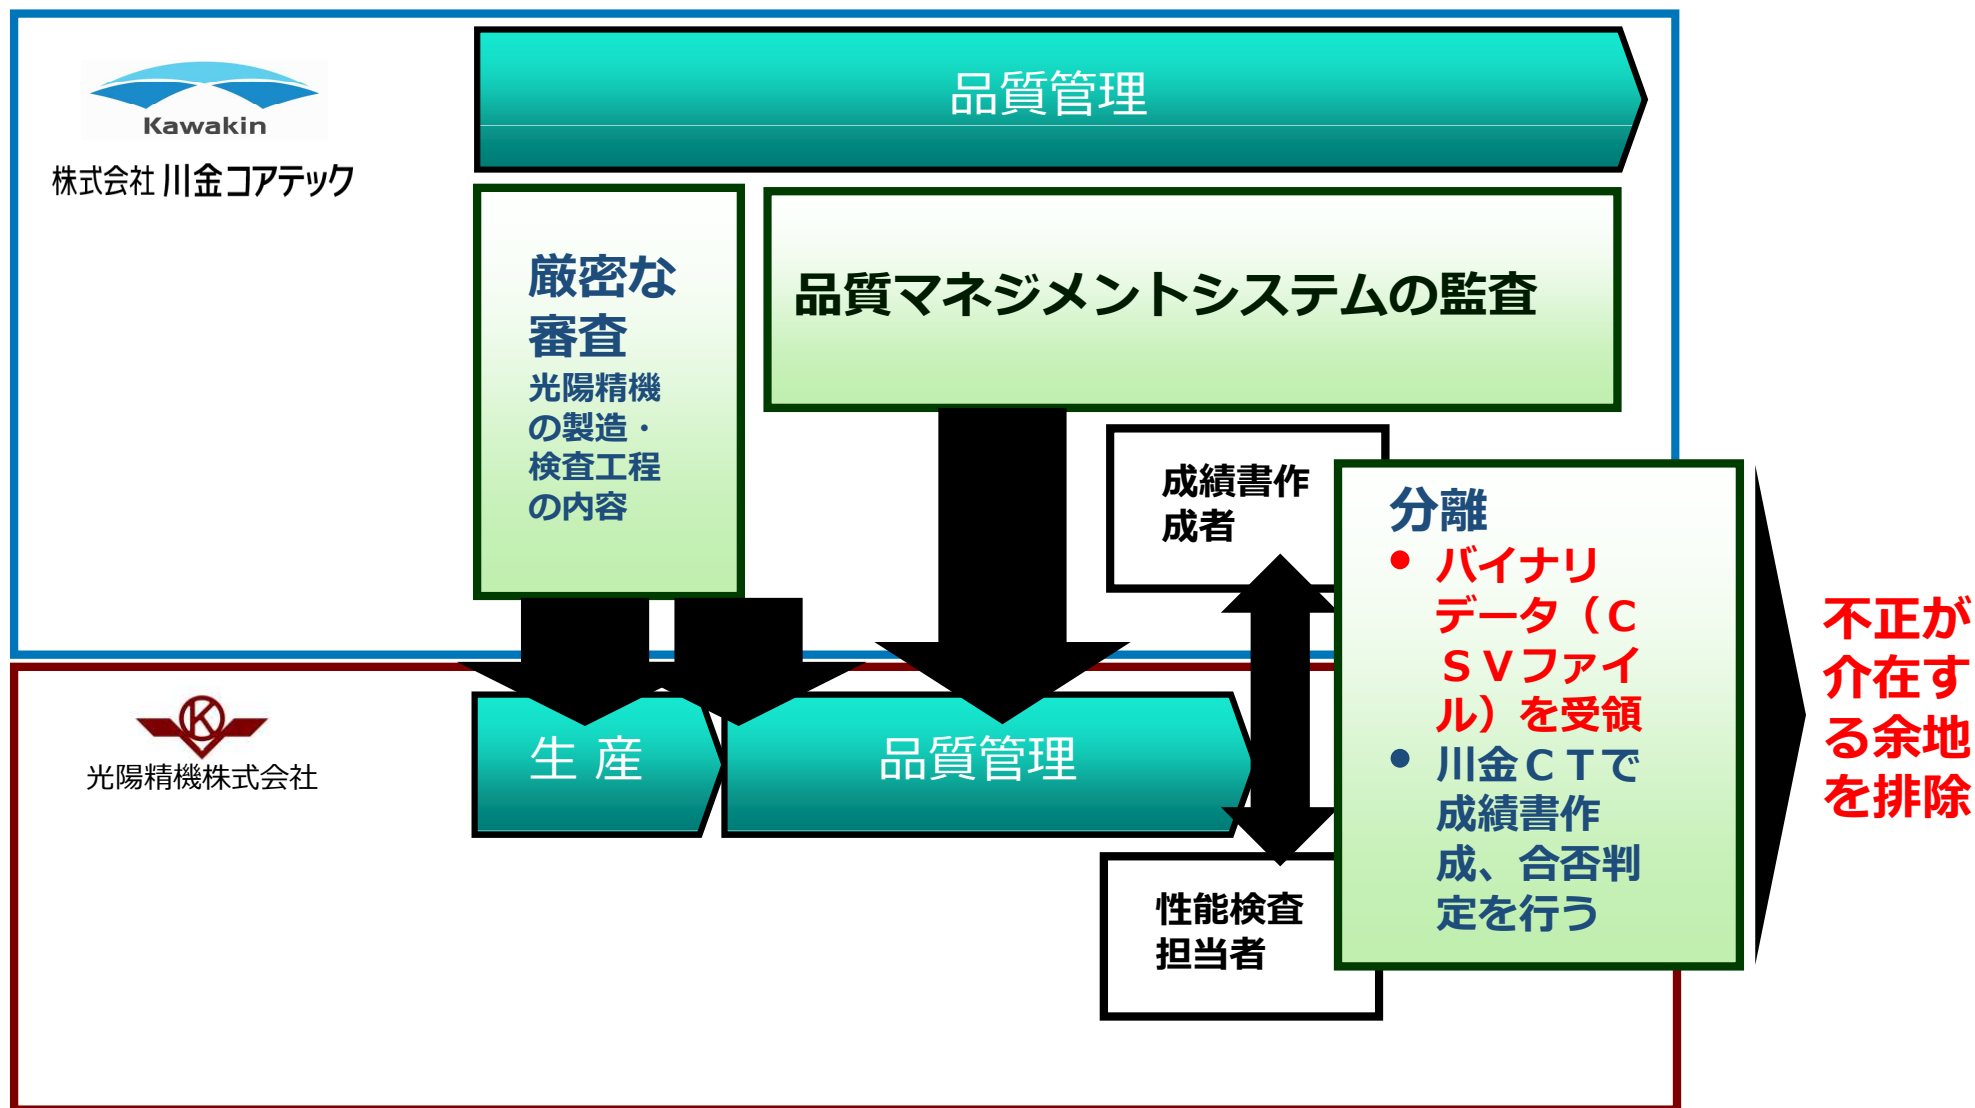 Kawakin
株式会社 川金コアテック
品質管理
厳密な
審査
光陽精機
の製造・
検査工程
の内容
品質マネジメントシステムの監査
成績書作
成者
分離
• バイナリ
データ（Ｃ
ＳＶファイ
ル）を受領
• 川金ＣＴで
成績書作
成、合否判
定を行う
不正が
介在す
る余地
を排除
K
光陽精機株式会社
生 産
品質管理
性能検査
担当者